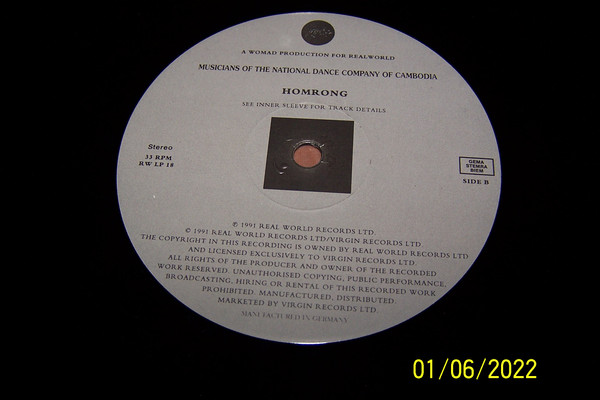 A WOMAD PRODUCTION FOR REALWORLD
MUSICIANS OF THE NATIONAL DANCE COMPANY OF CAMBODIA
HOMRONG
SEE INNER SLEEVE FOR TRACK DETAILS
Stereo
33 RPM
RW LP 18
GEMA
STEMRA
BIEM
SIDE B
℗ 1991 REAL WORLD RECORDS LTD.
© 1991 REAL WORLD RECORDS LTD/VIRGIN RECORDS LTD
THE COPYRIGHT IN THIS RECORDING IS OWNED BY REAL WORLD RECORDS LTD
AND LICENSED EXCLUSIVELY TO VIRGIN RECORDS LTD.
ALL RIGHTS OF THE PRODUCER AND OWNER OF THE RECORDED
WORK RESERVED. UNAUTHORISED COPYING, PUBLIC PERFORMANCE,
BROADCASTING, HIRING OR RENTAL OF THIS RECORDED WORK
PROHIBITED. MANUFACTURED, DISTRIBUTED,
MARKETED BY VIRGIN RECORDS LTD.
MANUFACTURED IN GERMANY
01/06/2022